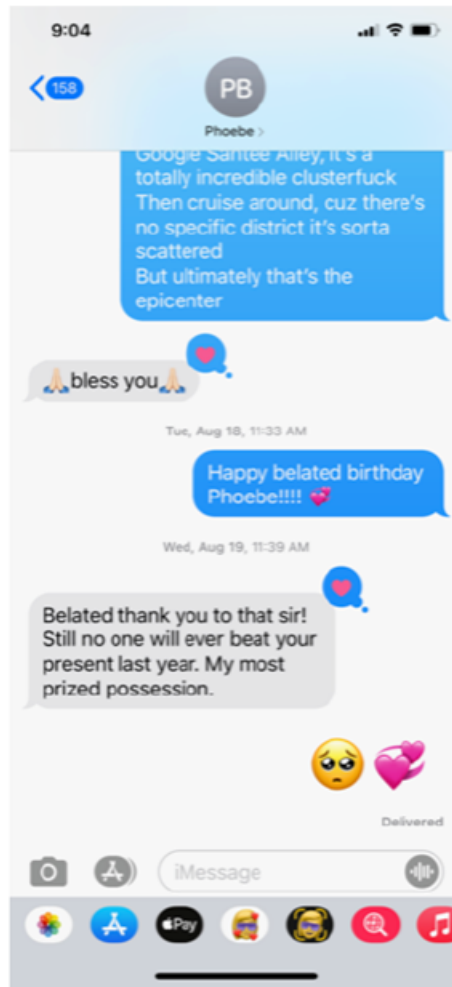 9:04
158
PB
Phoebe >
Google Santee Alley, it's a
totally incredible clusterfuck
Then cruise around, cuz there's
no specific district it's sorta
scattered
But ultimately that's the
epicenter
🙏🏻bless you🙏🏻
Tue, Aug 18, 11:33 AM
Happy belated birthday
Phoebe!!!! 💞
Wed, Aug 19, 11:39 AM
Belated thank you to that sir!
Still no one will ever beat your
present last year. My most
prized possession.
🥺 💞
Delivered
iMessage
Pay